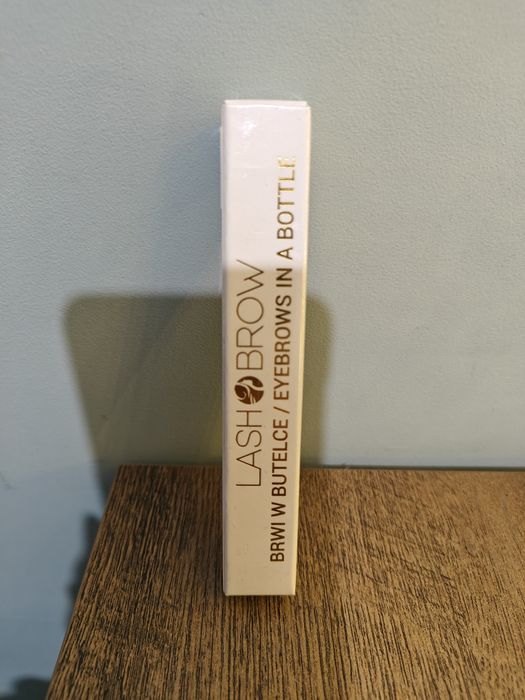 LASH BROW
BRWI W BUTELCE / EYEBROWS IN A BOTTLE